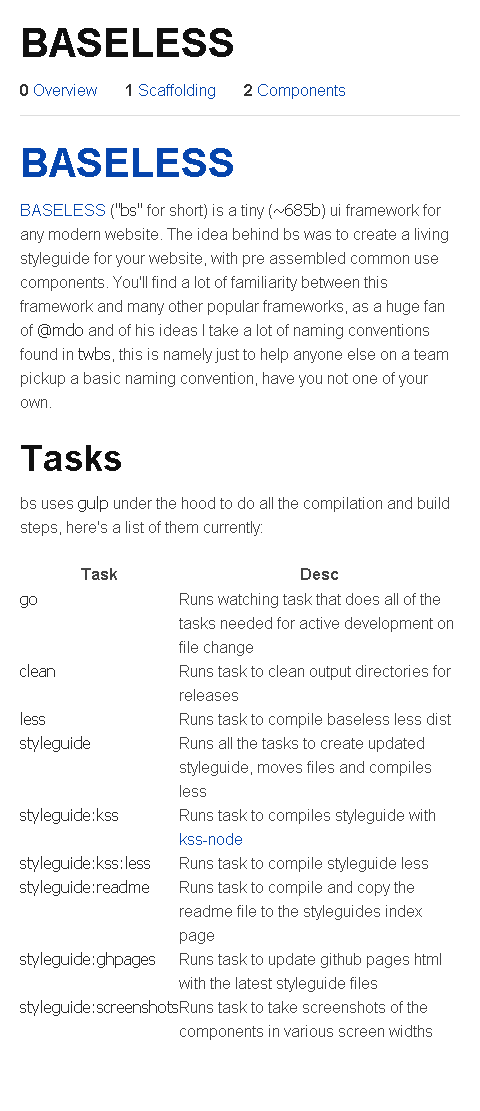 BASELESS
0 Overview 1 Scaffolding 2 Components
BASELESS
BASELESS ("bs" for short) is a tiny (~685b) ui framework for
any modern website. The idea behind bs was to create a living
styleguide for your website, with pre assembled common use
components. You'll find a lot of familiarity between this
framework and many other popular frameworks, as a huge fan
of @mdo and of his ideas I take a lot of naming conventions
found in twbs, this is namely just to help anyone else on a team
pickup a basic naming convention, have you not one of your
own.
Tasks
bs uses gulp under the hood to do all the compilation and build
steps, here's a list of them currently:
Task Desc
go Runs watching task that does all of the
tasks needed for active development on
file change
clean Runs task to clean output directories for
releases
less Runs task to compile baseless less dist
styleguide Runs all the tasks to create updated
styleguide, moves files and compiles
less
styleguide:kss Runs task to compiles styleguide with
kss-node
styleguide:kss:less Runs task to compile styleguide less
styleguide:readme Runs task to compile and copy the
readme file to the styleguides index
page
styleguide:ghpages Runs task to update github pages html
with the latest styleguide files
styleguide:screenshots Runs task to take screenshots of the
components in various screen widths